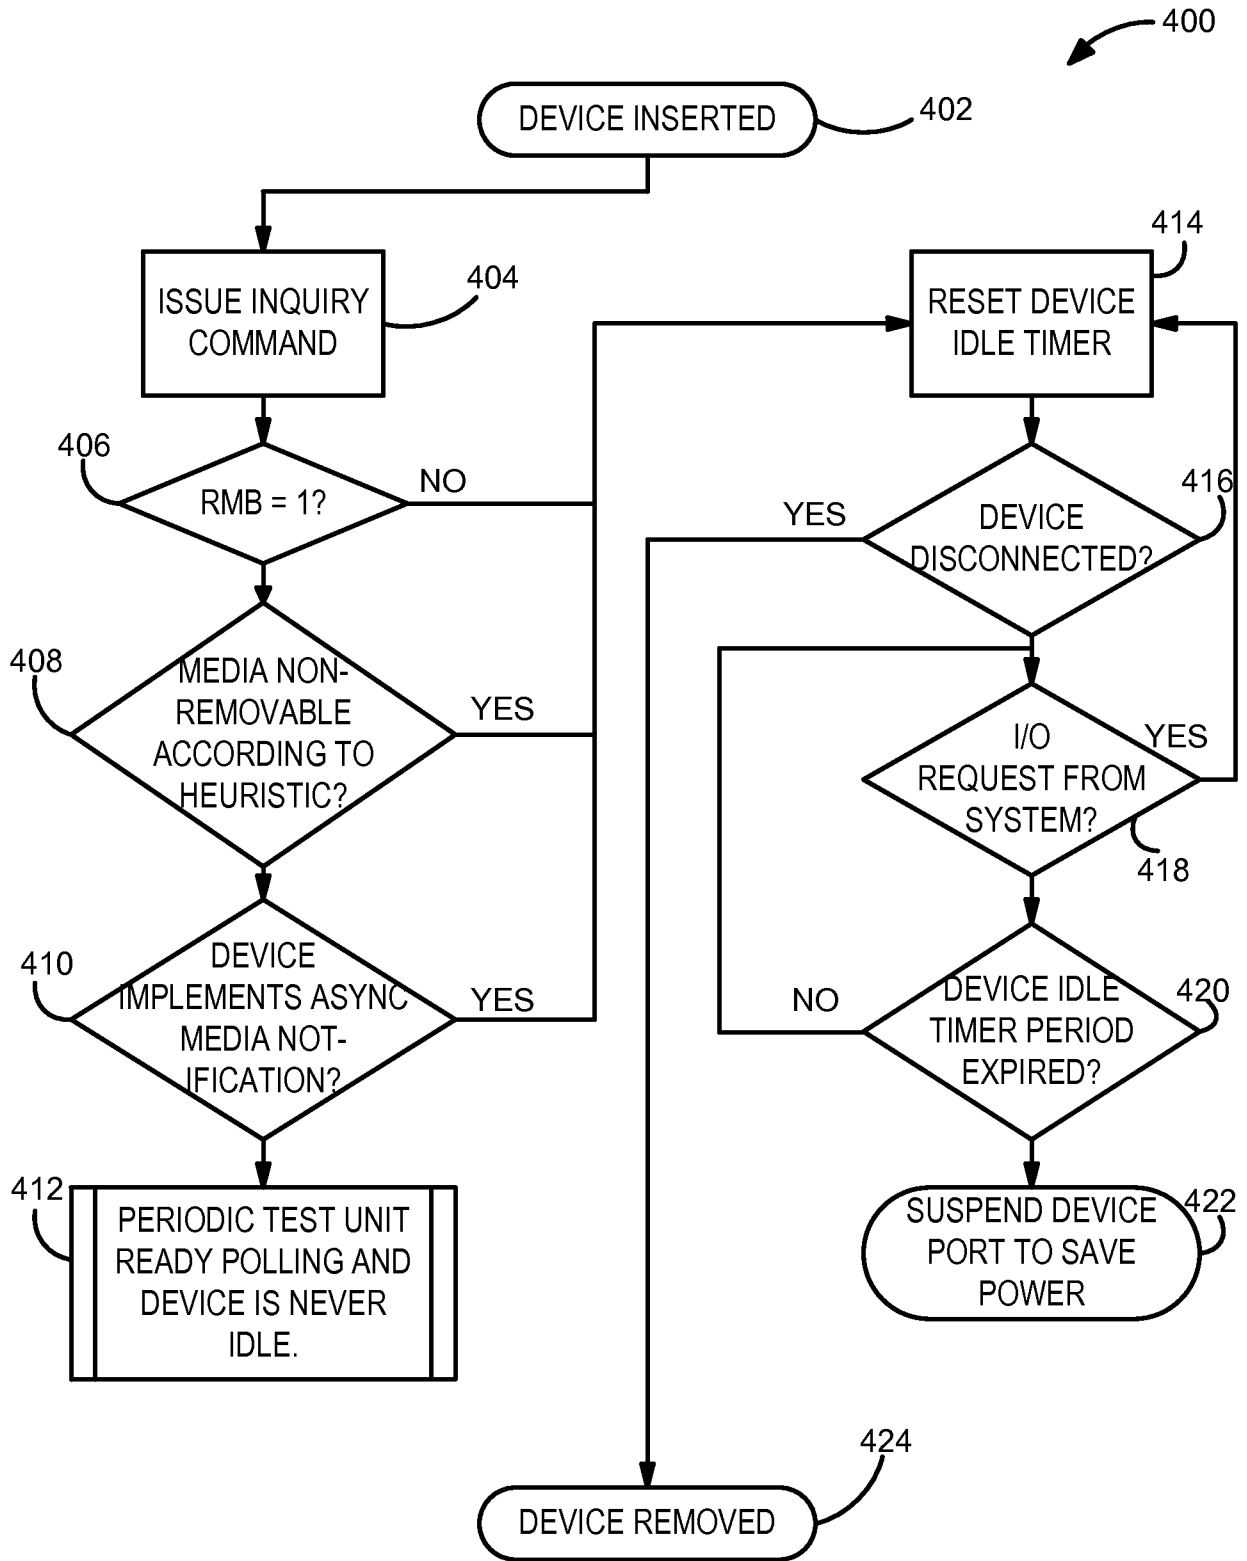 400
DEVICE INSERTED
402
ISSUE INQUIRY
COMMAND
404
RMB = 1?
406
NO
MEDIA NON-
REMOVABLE
ACCORDING TO
HEURISTIC?
408
YES
DEVICE
IMPLEMENTS ASYNC
MEDIA NOT-
IFICATION?
410
YES
412
PERIODIC TEST UNIT
READY POLLING AND
DEVICE IS NEVER
IDLE.
414
RESET DEVICE
IDLE TIMER
416
YES
DEVICE
DISCONNECTED?
I/O
REQUEST FROM
SYSTEM?
YES
418
NO
DEVICE IDLE
TIMER PERIOD
EXPIRED?
420
SUSPEND DEVICE
PORT TO SAVE
POWER
422
424
DEVICE REMOVED